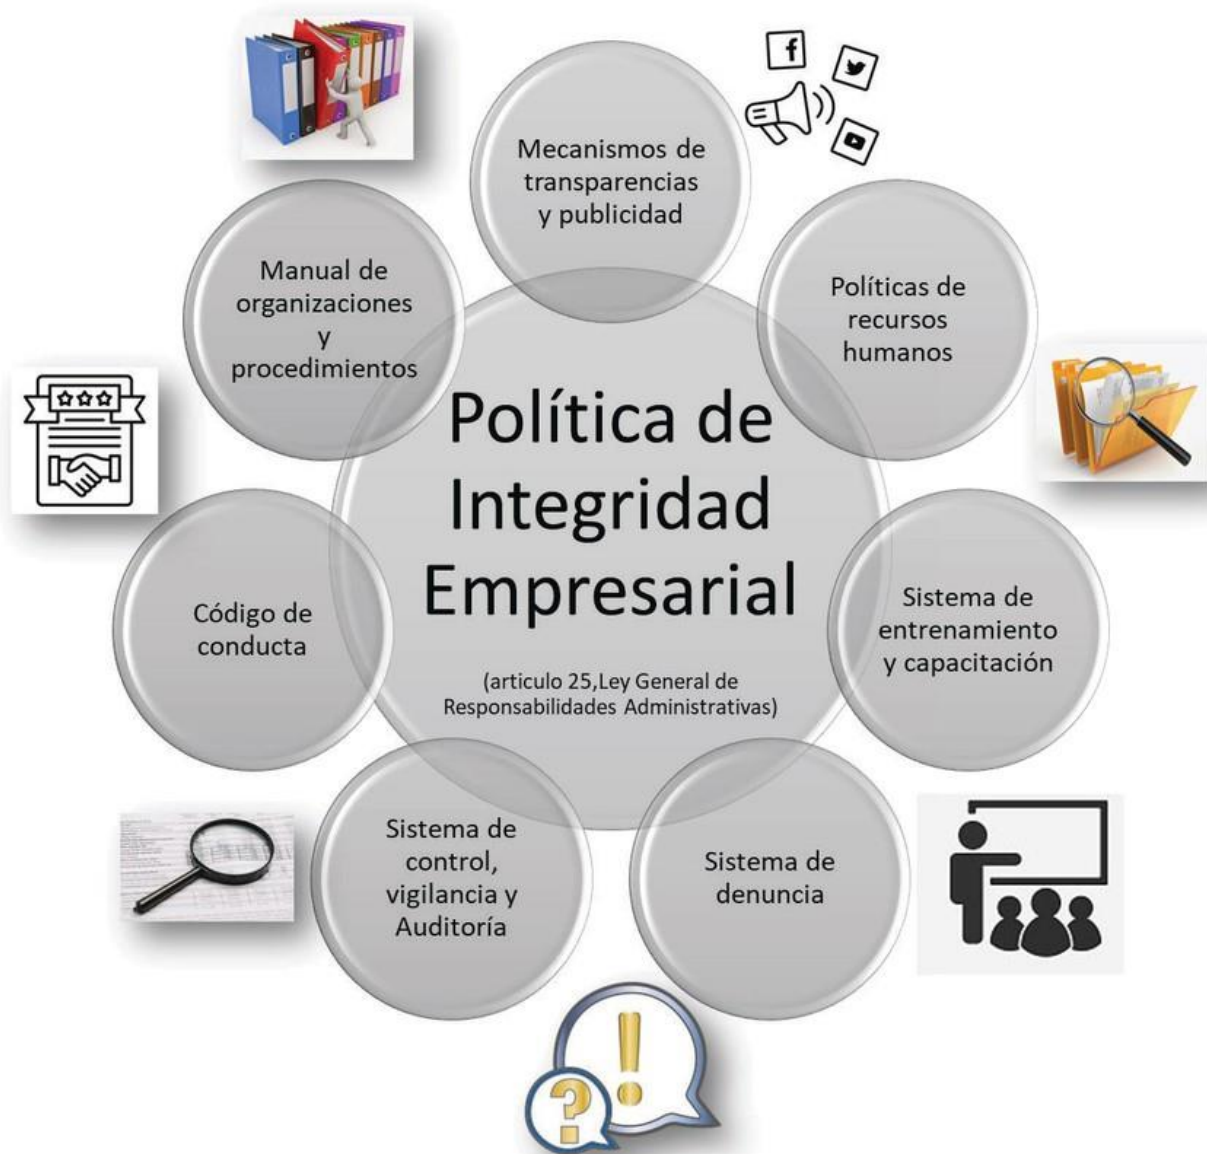 Mecanismos de
transparencias
y publicidad
Políticas de
recursos
humanos
Sistema de
entrenamiento
y capacitación
Sistema de
denuncia
Sistema de
control,
vigilancia y
Auditoría
Código de
conducta
Manual de
organizaciones
y
procedimientos
Política de
Integridad
Empresarial
(articulo 25,Ley General de
Responsabilidades Administrativas)